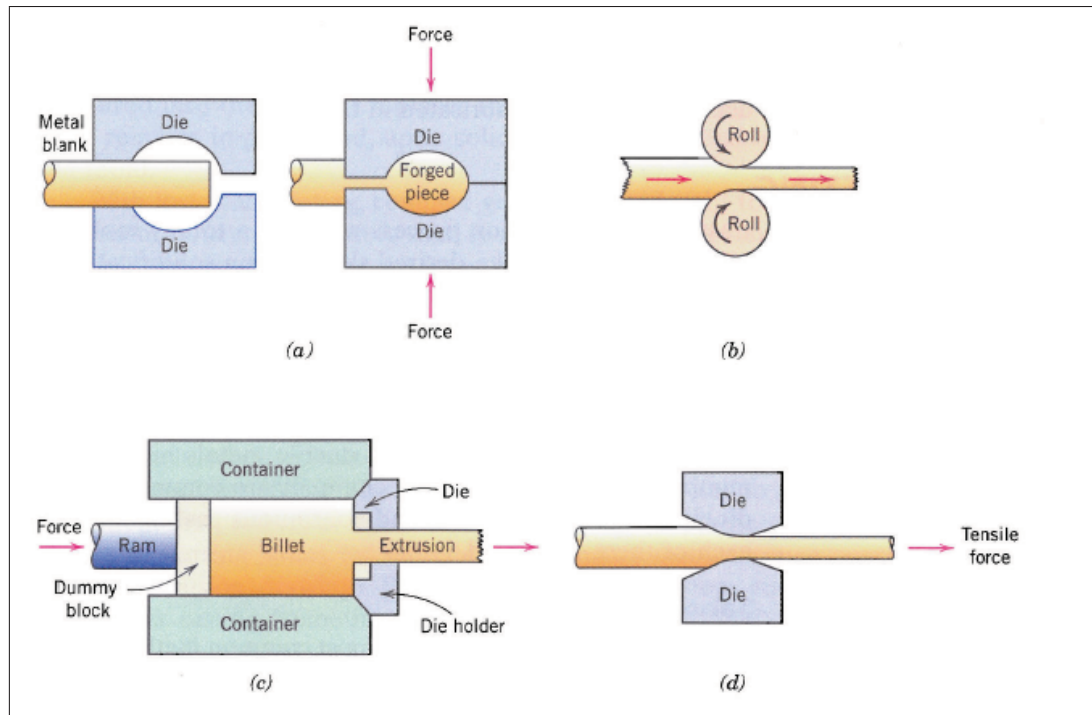 Force
Die
Metal
blank
Die
Die
Forged
piece
Die
Force
(a)
Roll
Roll
(b)
Container
Die
Force
Ram
Billet
Extrusion
Dummy
block
Container
Die holder
(c)
Die
Die
Tensile
force
(d)